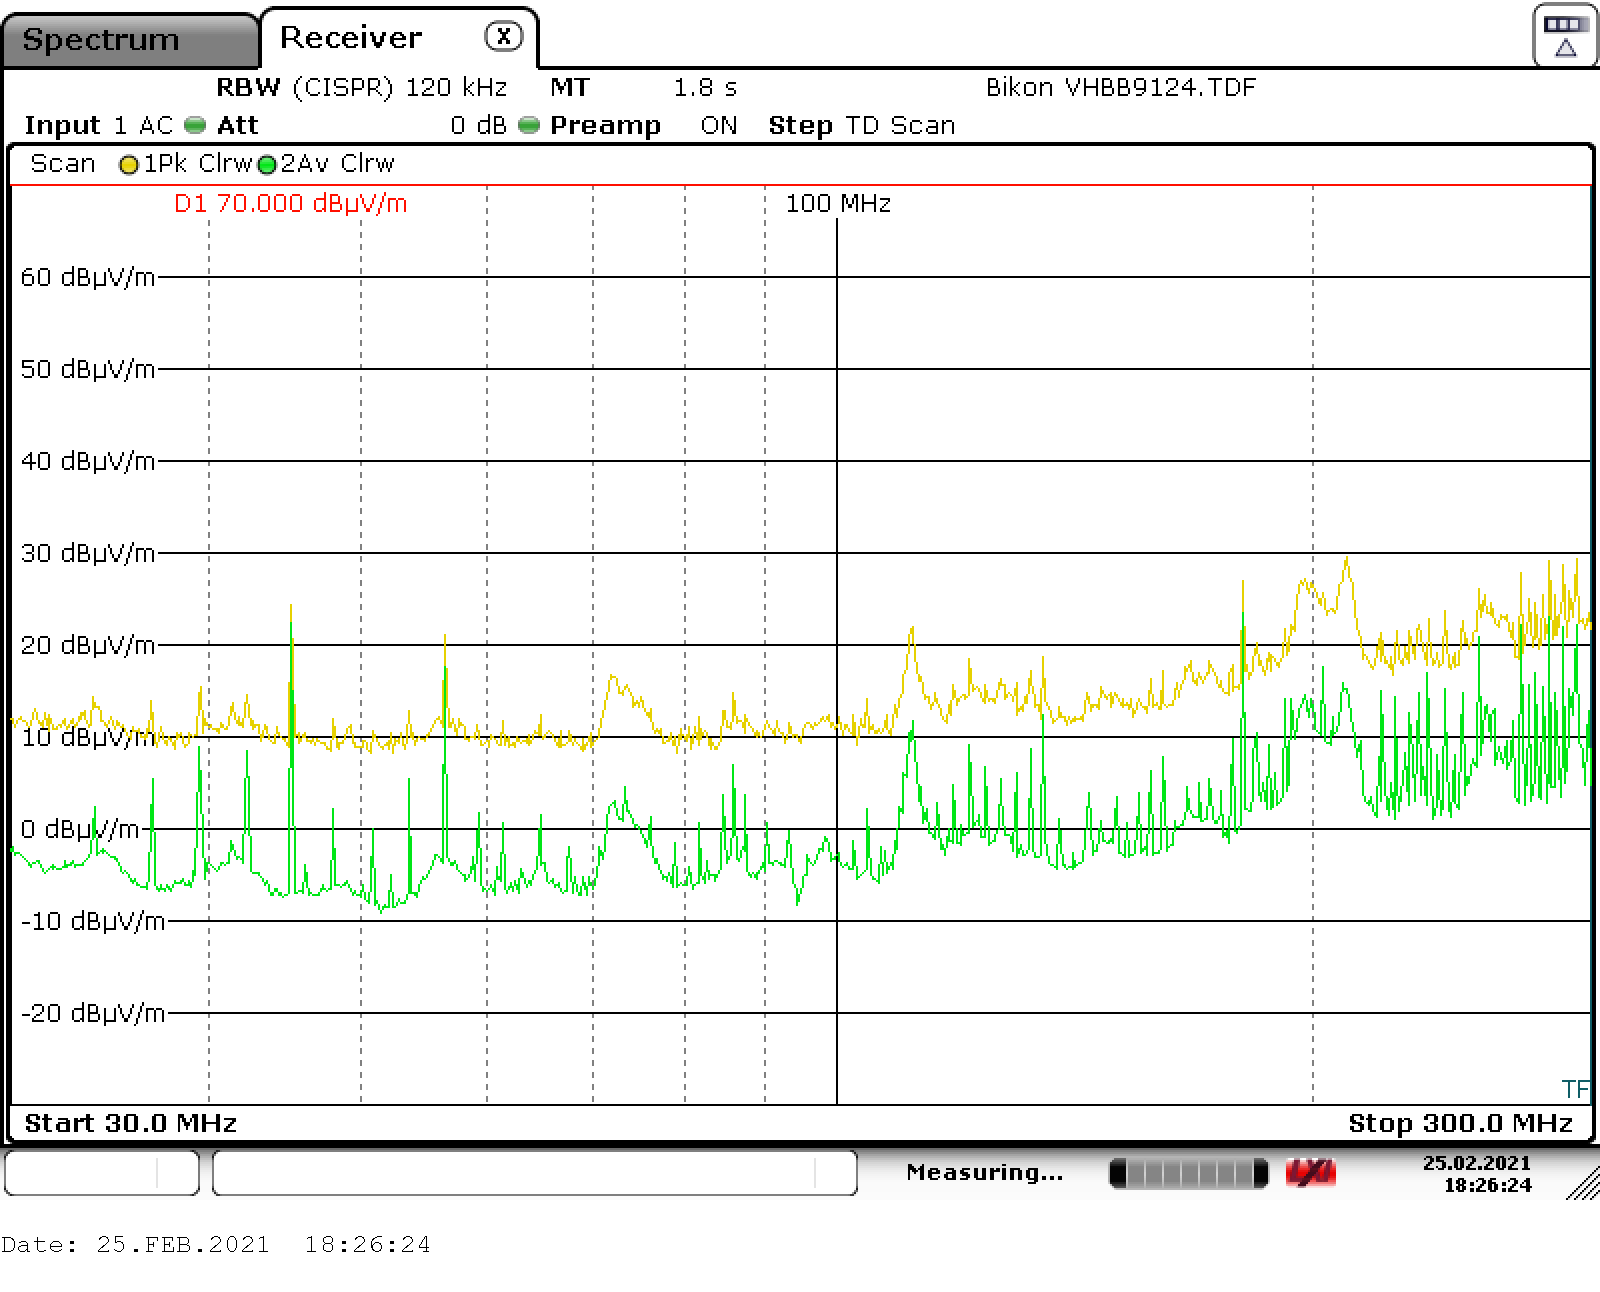 Spectrum Receiver X
RBW (CISPR) 120 kHz MT 1.8 s Bikon VHBB9124.TDF
Input 1 AC Att 0 dB Preamp ON Step TD Scan
Scan 1Pk Clrw 2Av Clrw
D1 70.000 dBµV/m 100 MHz
60 dBµV/m
50 dBµV/m
40 dBµV/m
30 dBµV/m
20 dBµV/m
10 dBµV/m
0 dBµV/m
-10 dBµV/m
-20 dBµV/m
TF
Start 30.0 MHz Stop 300.0 MHz
Measuring... LXI 25.02.2021
18:26:24
Date: 25.FEB.2021 18:26:24